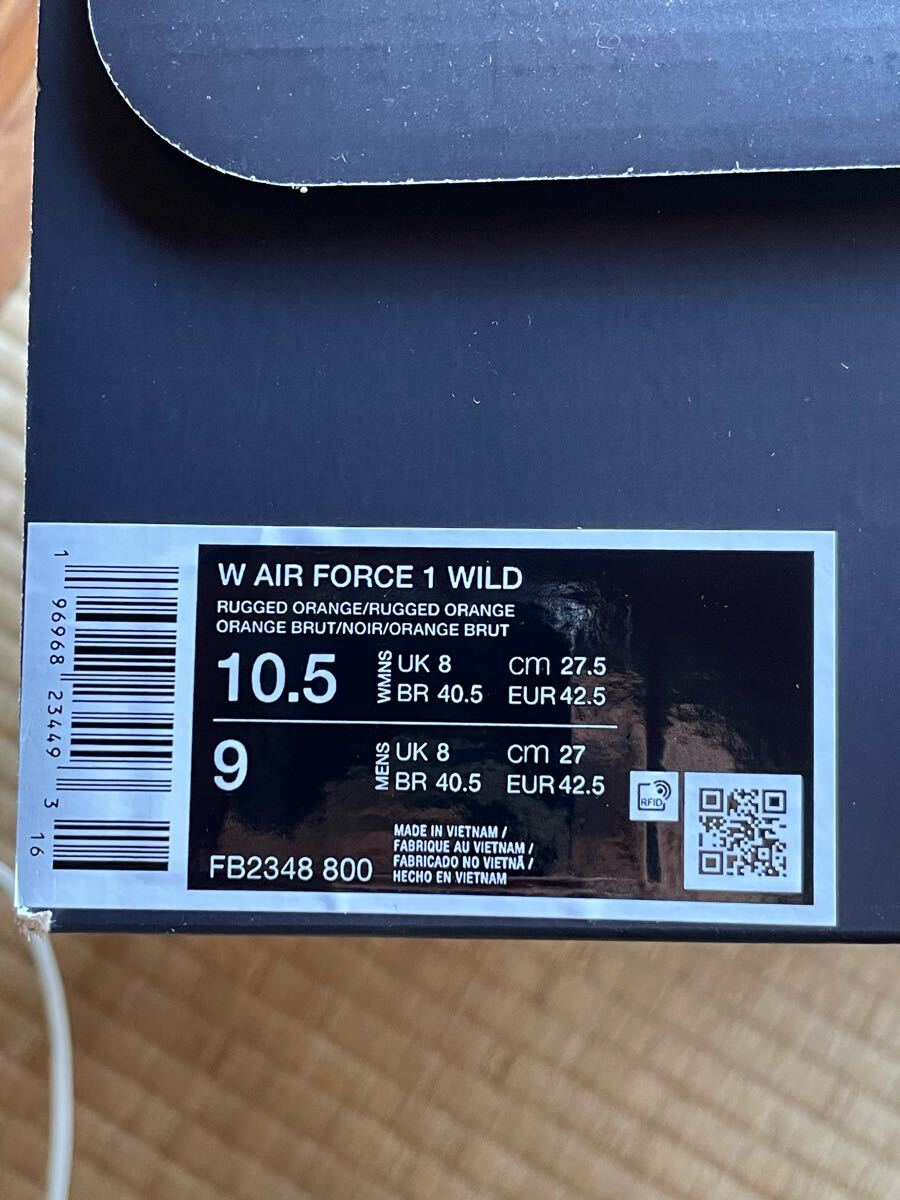 W AIR FORCE 1 WILD
RUGGED ORANGE/RUGGED ORANGE
ORANGE BRUT/NOIR/ORANGE BRUT
10.5 WMNS UK 8 cm 27.5
BR 40.5 EUR 42.5
9 MENS UK 8 cm 27
BR 40.5 EUR 42.5
RFID
FB2348 800
MADE IN VIETNAM /
FABRIQUE AU VIETNAM /
FABRICADO NO VIETNÃ /
HECHO EN VIETNAM
1 96968 23449 3 16